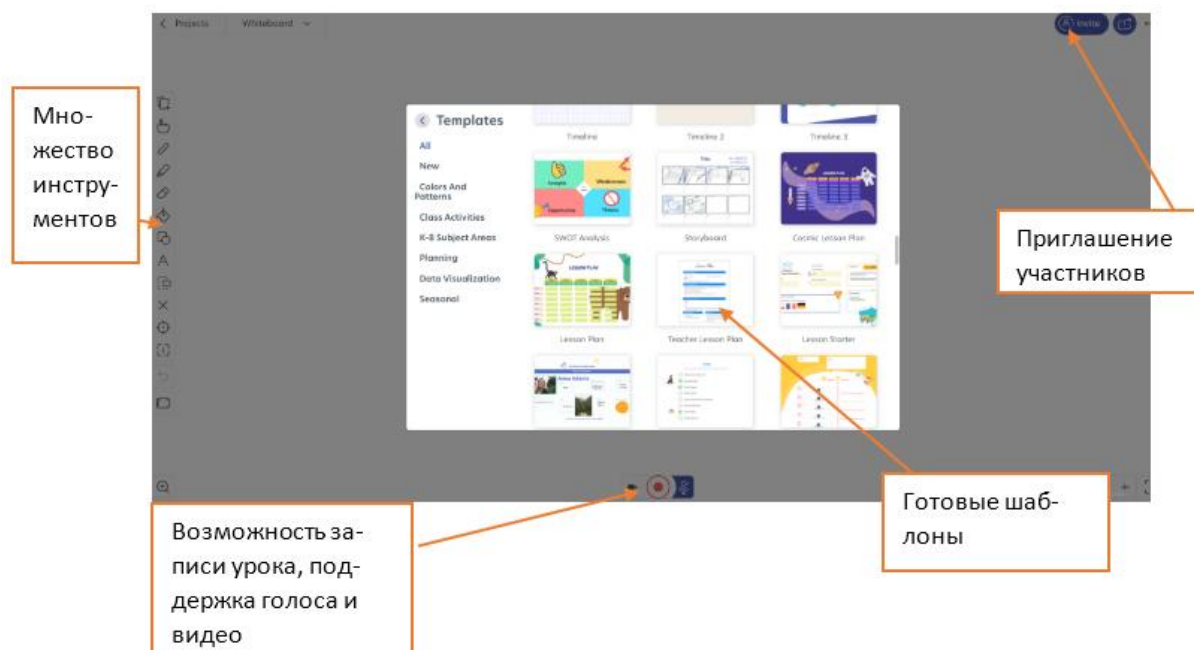 Projects
Whiteboard
Invite
Мно-
жество
инстру-
ментов
Templates
All
New
Colors And
Patterns
Class Activities
K-8 Subject Areas
Planning
Data Visualization
Seasonal
Timeline
Timeline 2
Timeline 3
SWOT Analysis
Storyboard
Cosmic Lesson Plan
LESSON PLAN
Lesson Plan
Teacher Lesson Plan
Lesson Starter
Приглашение
участников
Готовые шаб-
лоны
Возможность за-
писи урока, под-
держка голоса и
видео